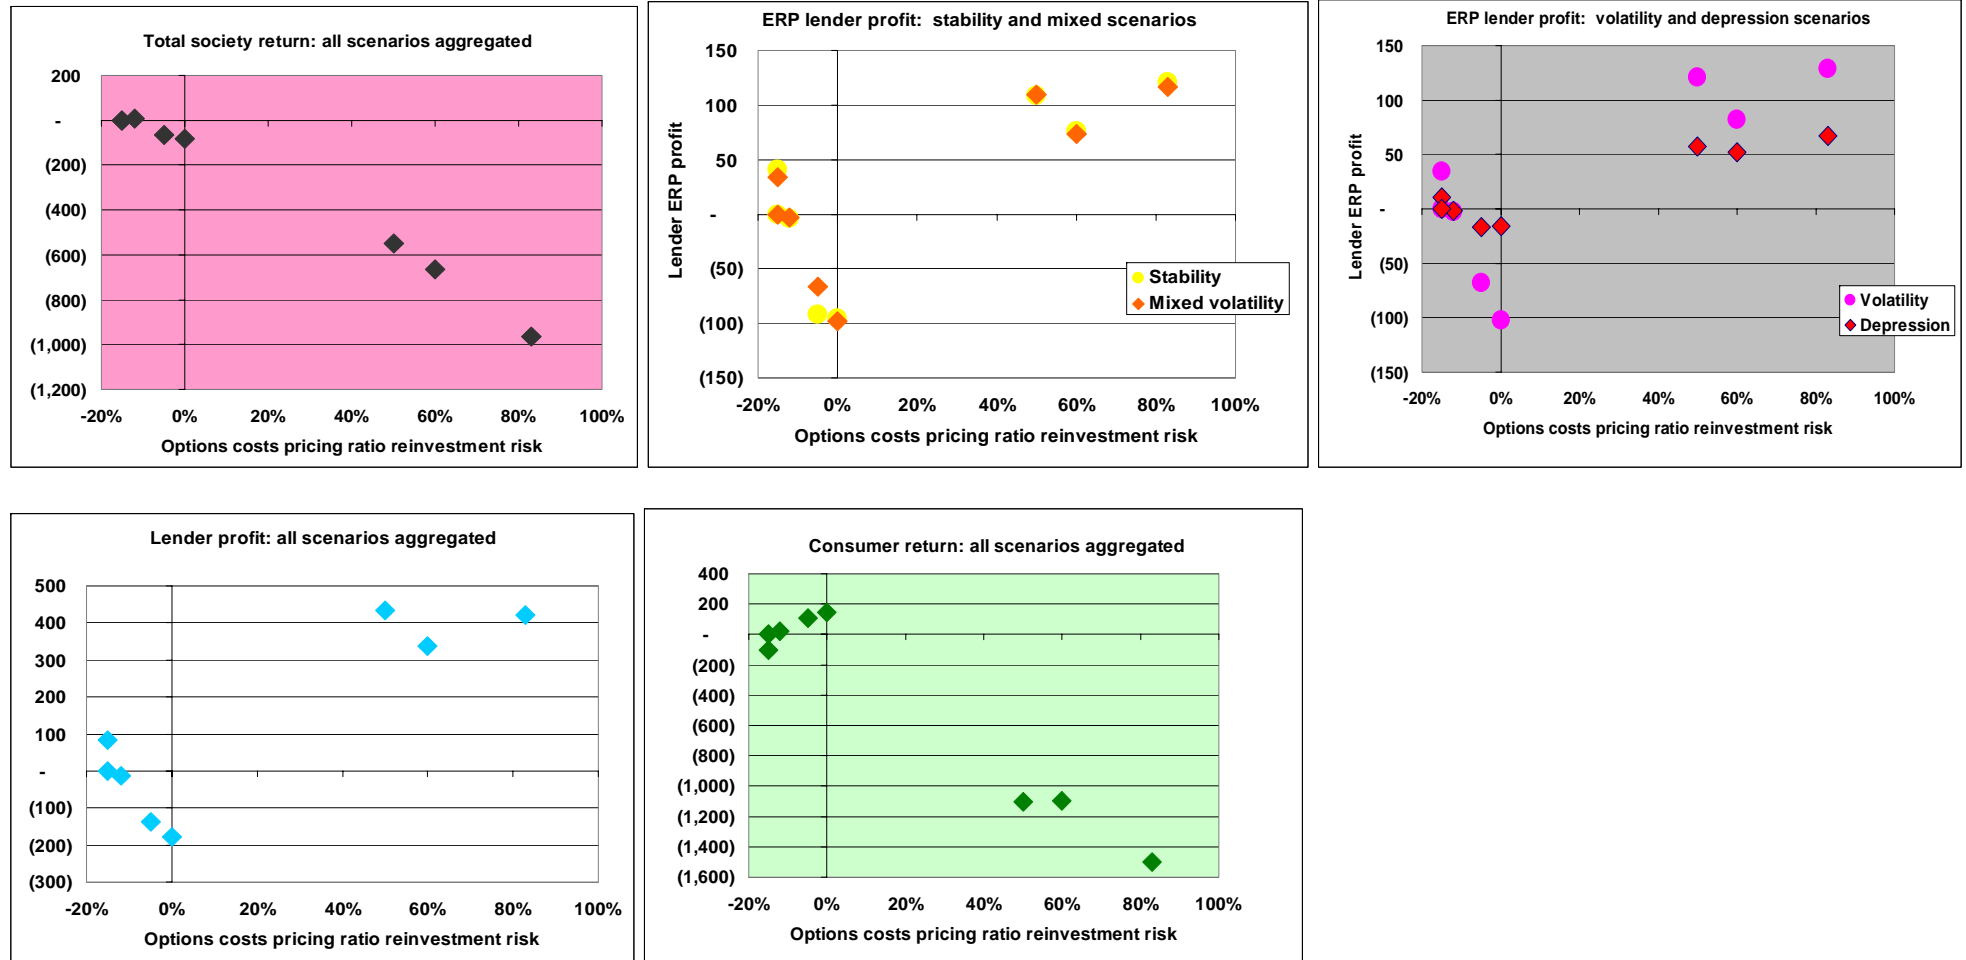 Total society return: all scenarios aggregated
200
-
(200)
(400)
(600)
(800)
(1,000)
(1,200)
-20% 0% 20% 40% 60% 80% 100%
Options costs pricing ratio reinvestment risk
ERP lender profit: stability and mixed scenarios
Lender ERP profit
150
100
50
-
(50)
(100)
(150)
Stability
Mixed volatility
-20% 0% 20% 40% 60% 80% 100%
Options costs pricing ratio reinvestment risk
ERP lender profit: volatility and depression scenarios
Lender ERP profit
150
100
50
-
(50)
(100)
(150)
Volatility
Depression
-20% 0% 20% 40% 60% 80% 100%
Options costs pricing ratio reinvestment risk
Lender profit: all scenarios aggregated
500
400
300
200
100
-
(100)
(200)
(300)
-20% 0% 20% 40% 60% 80% 100%
Options costs pricing ratio reinvestment risk
Consumer return: all scenarios aggregated
400
200
-
(200)
(400)
(600)
(800)
(1,000)
(1,200)
(1,400)
(1,600)
-20% 0% 20% 40% 60% 80% 100%
Options costs pricing ratio reinvestment risk